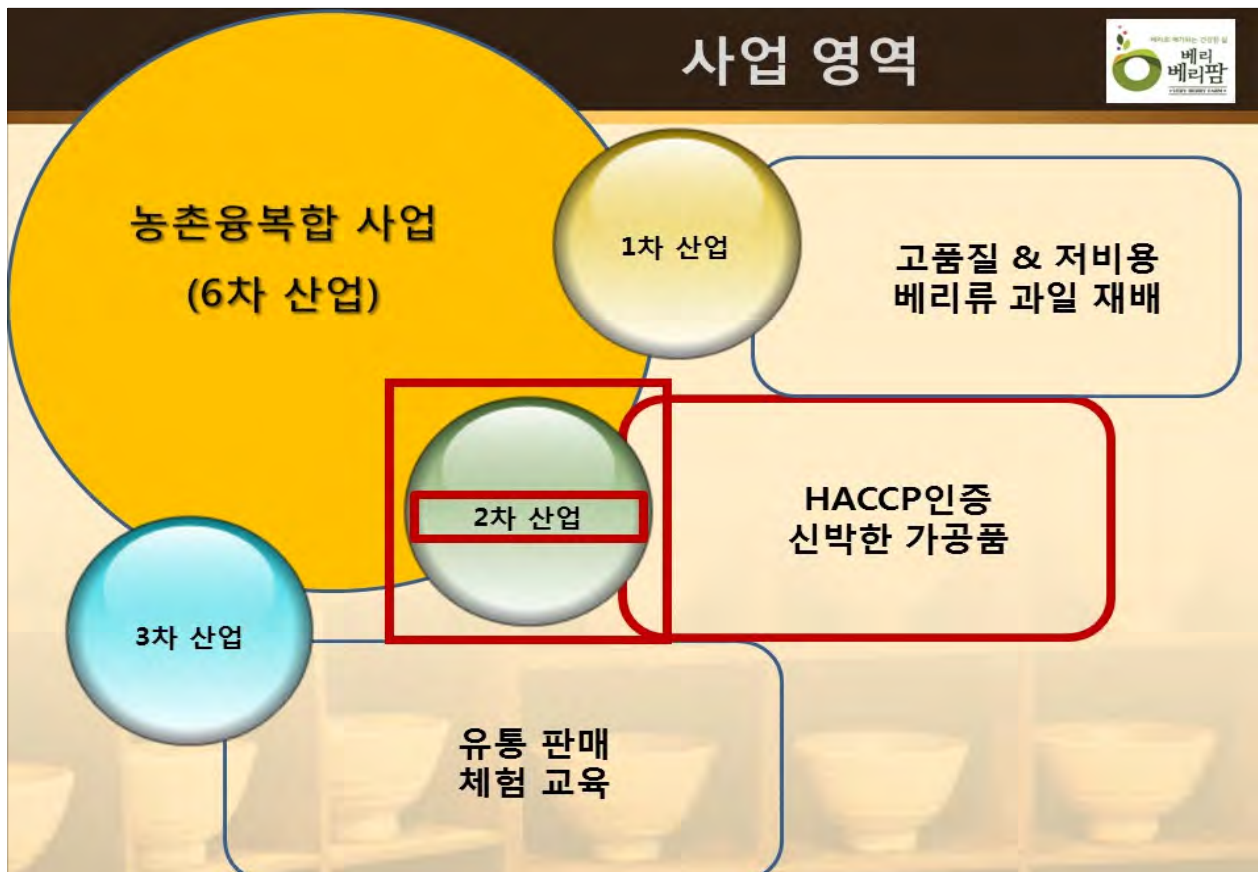 사업 영역
베리
베리팜
농촌융복합 사업
(6차 산업)
1차 산업
고품질 & 저비용
베리류 과일 재배
2차 산업
HACCP인증
신박한 가공품
3차 산업
유통 판매
체험 교육